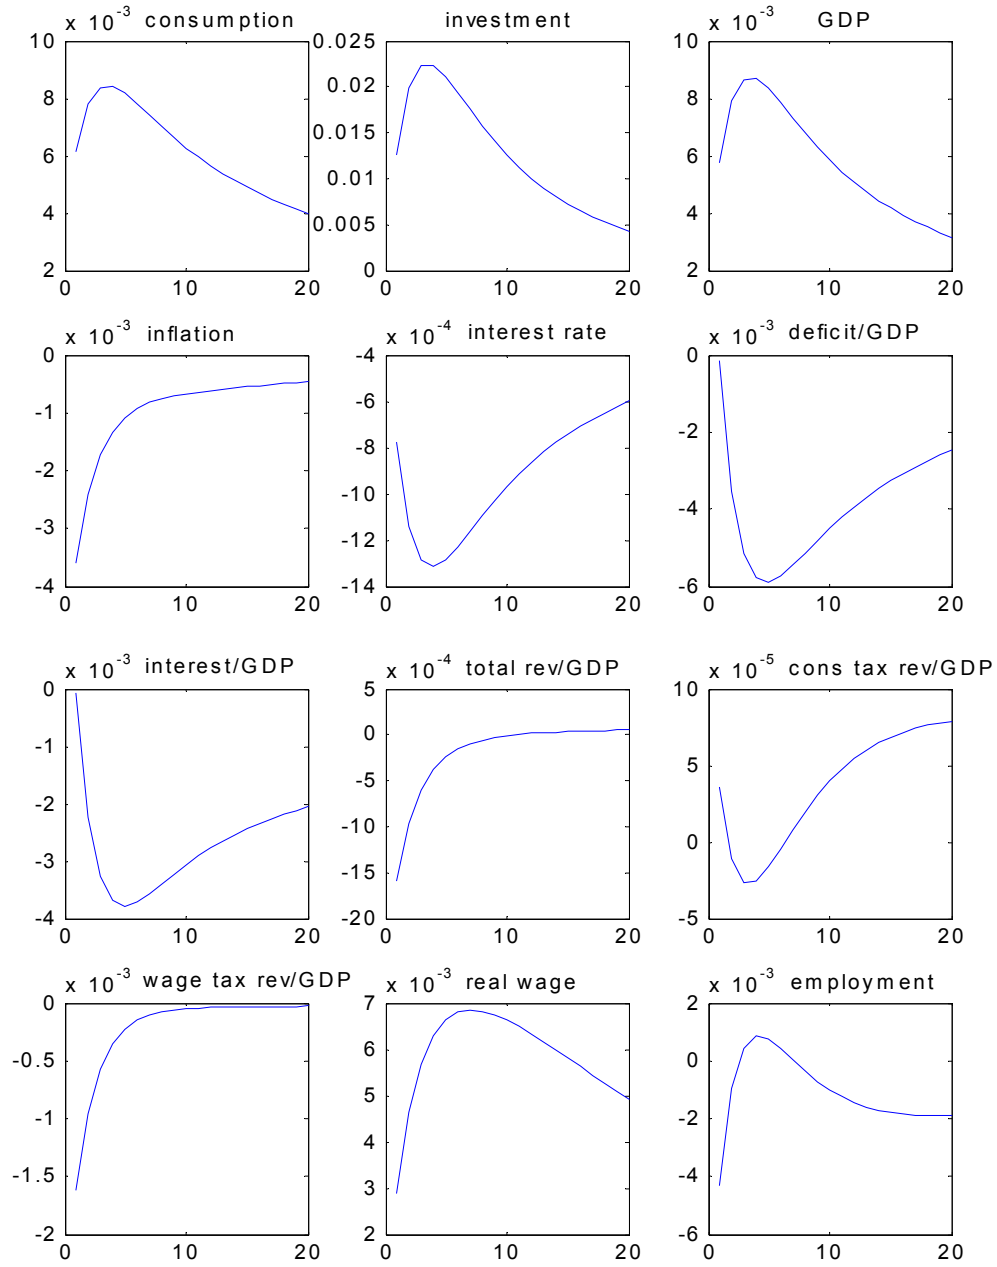 x 10-3 consumption
10
8
6
4
2
0 10 20
investment
0.025
0.02
0.015
0.01
0.005
0
0 10 20
x 10-3 GDP
10
8
6
4
2
0 10 20
x 10-3 inflation
0
-1
-2
-3
-4
0 10 20
x 10-4 interest rate
-4
-6
-8
-10
-12
-14
0 10 20
x 10-3 deficit/GDP
0
-2
-4
-6
0 10 20
x 10-3 interest/GDP
0
-1
-2
-3
-4
0 10 20
x 10-4 total rev/GDP
5
0
-5
-10
-15
-20
0 10 20
x 10-5 cons tax rev/GDP
10
5
0
-5
0 10 20
x 10-3 wage tax rev/GDP
0
-0.5
-1
-1.5
-2
0 10 20
x 10-3 real wage
7
6
5
4
3
2
0 10 20
x 10-3 employment
2
0
-2
-4
-6
0 10 20